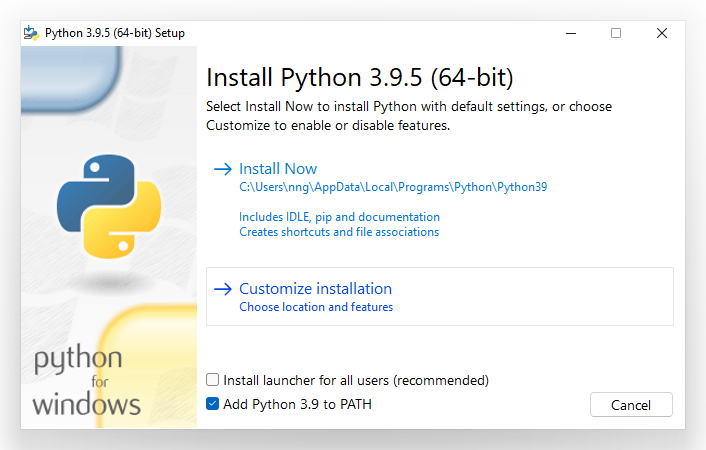 Python 3.9.5 (64-bit) Setup
Install Python 3.9.5 (64-bit)
Select Install Now to install Python with default settings, or choose
Customize to enable or disable features.
Install Now
C:\Users\nng\AppData\Local\Programs\Python\Python39
Includes IDLE, pip and documentation
Creates shortcuts and file associations
Customize installation
Choose location and features
python
for
windows
Install launcher for all users (recommended)
Add Python 3.9 to PATH
Cancel